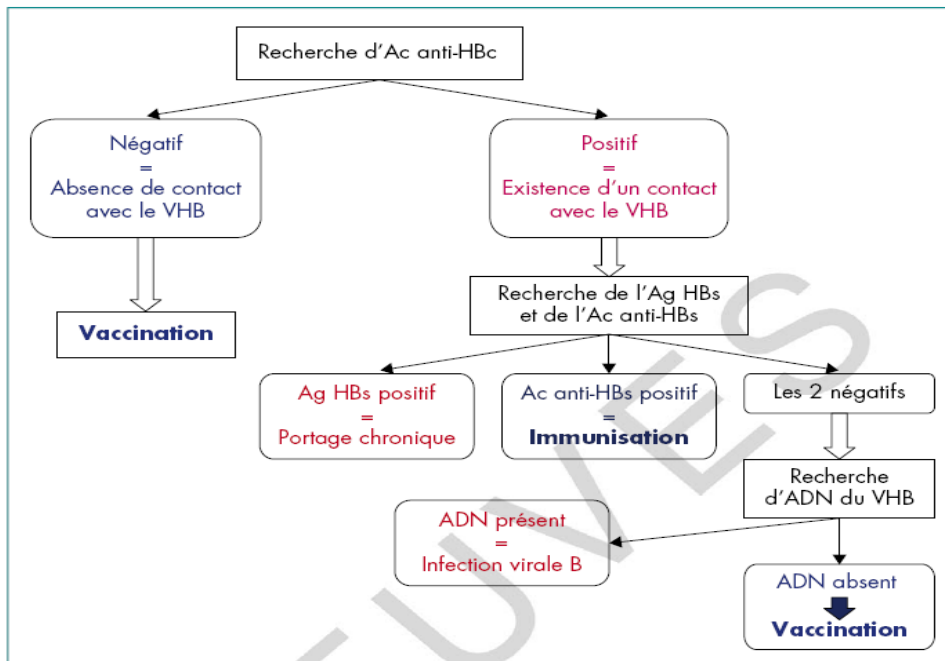 Recherche d'Ac anti-HBc
Négatif
=
Absence de contact
avec le VHB
Positif
=
Existence d'un contact
avec le VHB
Vaccination
Recherche de l'Ag HBs
et de l'Ac anti-HBs
Ag HBs positif
=
Portage chronique
Ac anti-HBs positif
=
Immunisation
Les 2 négatifs
Recherche
d'ADN du VHB
ADN présent
=
Infection virale B
ADN absent
Vaccination
EUVES